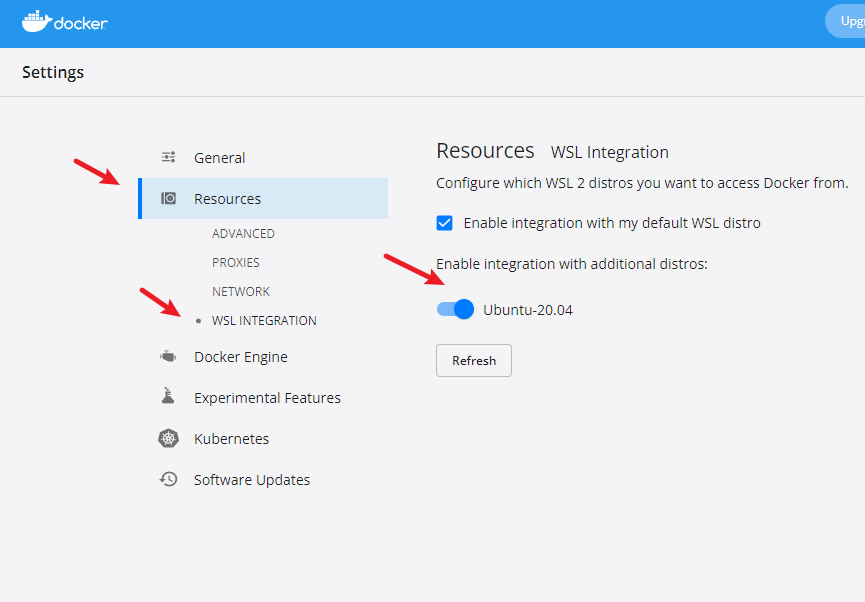 docker
Settings
General
Resources
ADVANCED
PROXIES
NETWORK
WSL INTEGRATION
Docker Engine
Experimental Features
Kubernetes
Software Updates
Resources WSL Integration
Configure which WSL 2 distros you want to access Docker from.
Enable integration with my default WSL distro
Enable integration with additional distros:
Ubuntu-20.04
Refresh